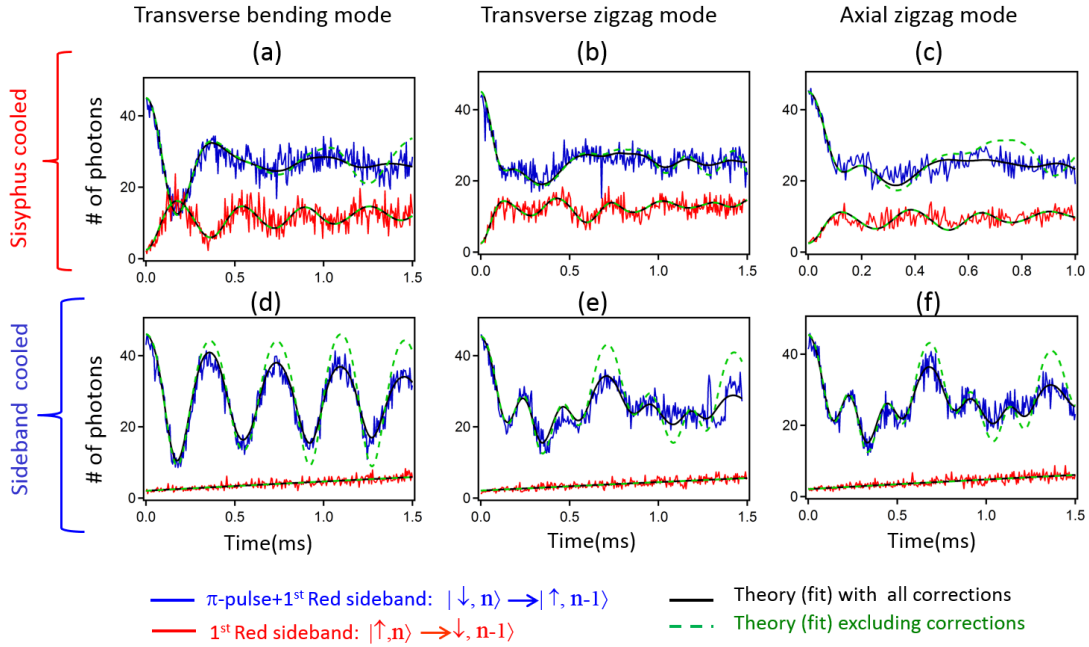 Transverse bending mode
Transverse zigzag mode
Axial zigzag mode
(a)
(b)
(c)
Sisyphus cooled
# of photons
40
20
0
0.0 0.5 1.0 1.5
40
20
0
0.0 0.5 1.0 1.5
40
20
0
0.0 0.2 0.4 0.6 0.8 1.0
(d)
(e)
(f)
Sideband cooled
# of photons
40
20
0
0.0 0.5 1.0 1.5
40
20
0
0.0 0.5 1.0 1.5
40
20
0
0.0 0.5 1.0 1.5
Time(ms)
Time(ms)
Time(ms)
π-pulse+1st Red sideband: |↓, n⟩ → |↑, n-1⟩
1st Red sideband: |↑,n⟩ → ↓, n-1⟩
Theory (fit) with all corrections
Theory (fit) excluding corrections